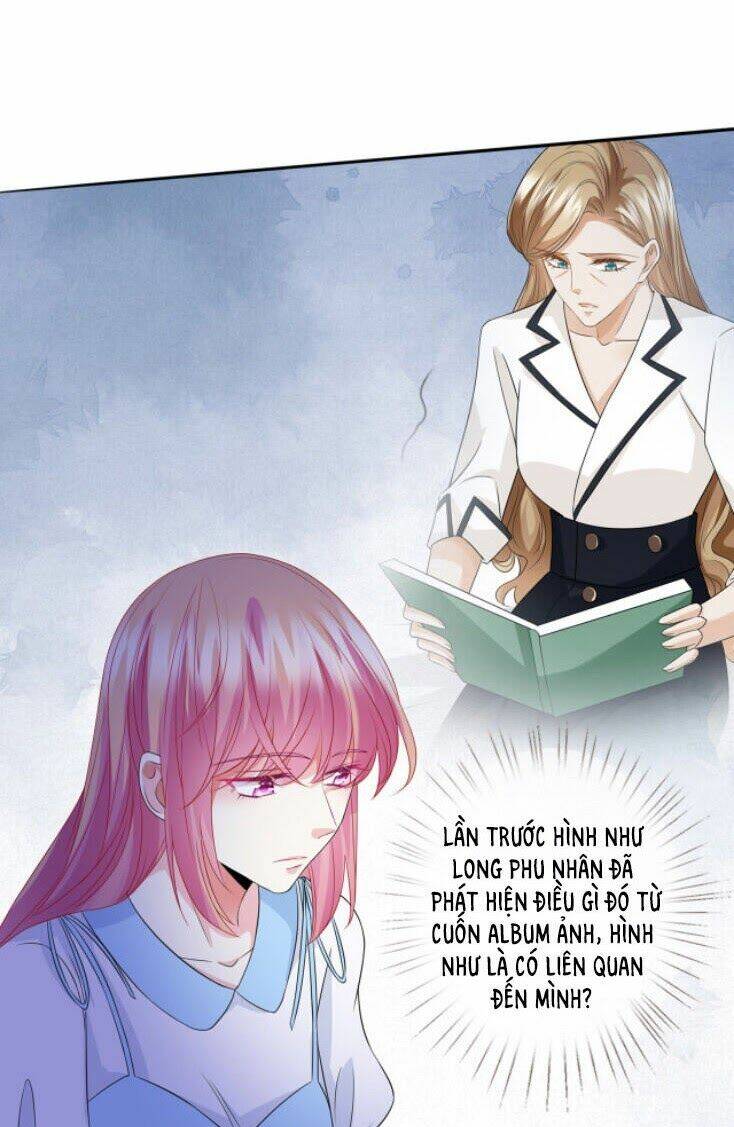 LẦN TRƯỚC HÌNH NHƯ
LONG PHU NHÂN ĐÃ
PHÁT HIỆN ĐIỀU GÌ ĐÓ TỪ
CUỐN ALBUM ẢNH, HÌNH
NHƯ LÀ CÓ LIÊN QUAN
ĐẾN MÌNH?